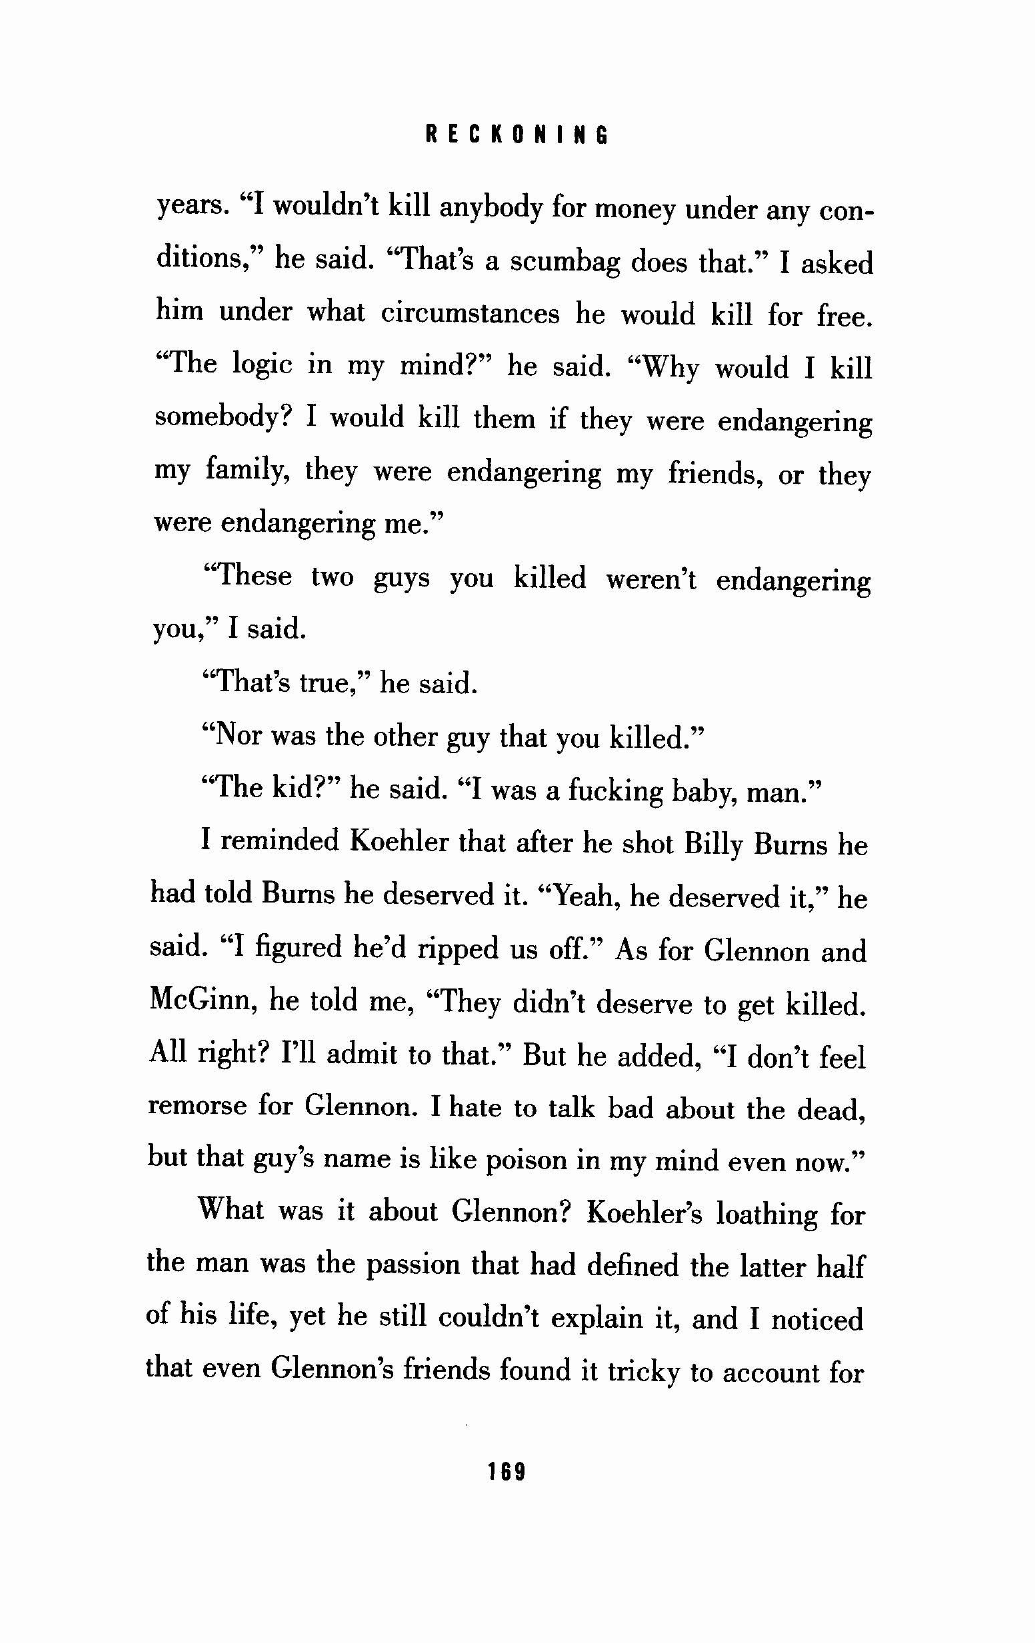 RECKONING
years. “I wouldn’t kill anybody for money under any con-
ditions,” he said. “That’s a scumbag does that.” I asked
him under what circumstances he would kill for free.
“The logic in my mind?” he said. “Why would I kill
somebody? I would kill them if they were endangering
my family, they were endangering my friends, or they
were endangering me.”
“These two guys you killed weren’t endangering
you,” I said.
“That’s true,” he said.
“Nor was the other guy that you killed.”
“The kid?” he said. “I was a fucking baby, man.”
I reminded Koehler that after he shot Billy Burns he
had told Burns he deserved it. “Yeah, he deserved it,” he
said. “I figured he’d ripped us off.” As for Glennon and
McGinn, he told me, “They didn’t deserve to get killed.
All right? I’ll admit to that.” But he added, “I don’t feel
remorse for Glennon. I hate to talk bad about the dead,
but that guy’s name is like poison in my mind even now.”
What was it about Glennon? Koehler’s loathing for
the man was the passion that had defined the latter half
of his life, yet he still couldn’t explain it, and I noticed
that even Glennon’s friends found it tricky to account for
169